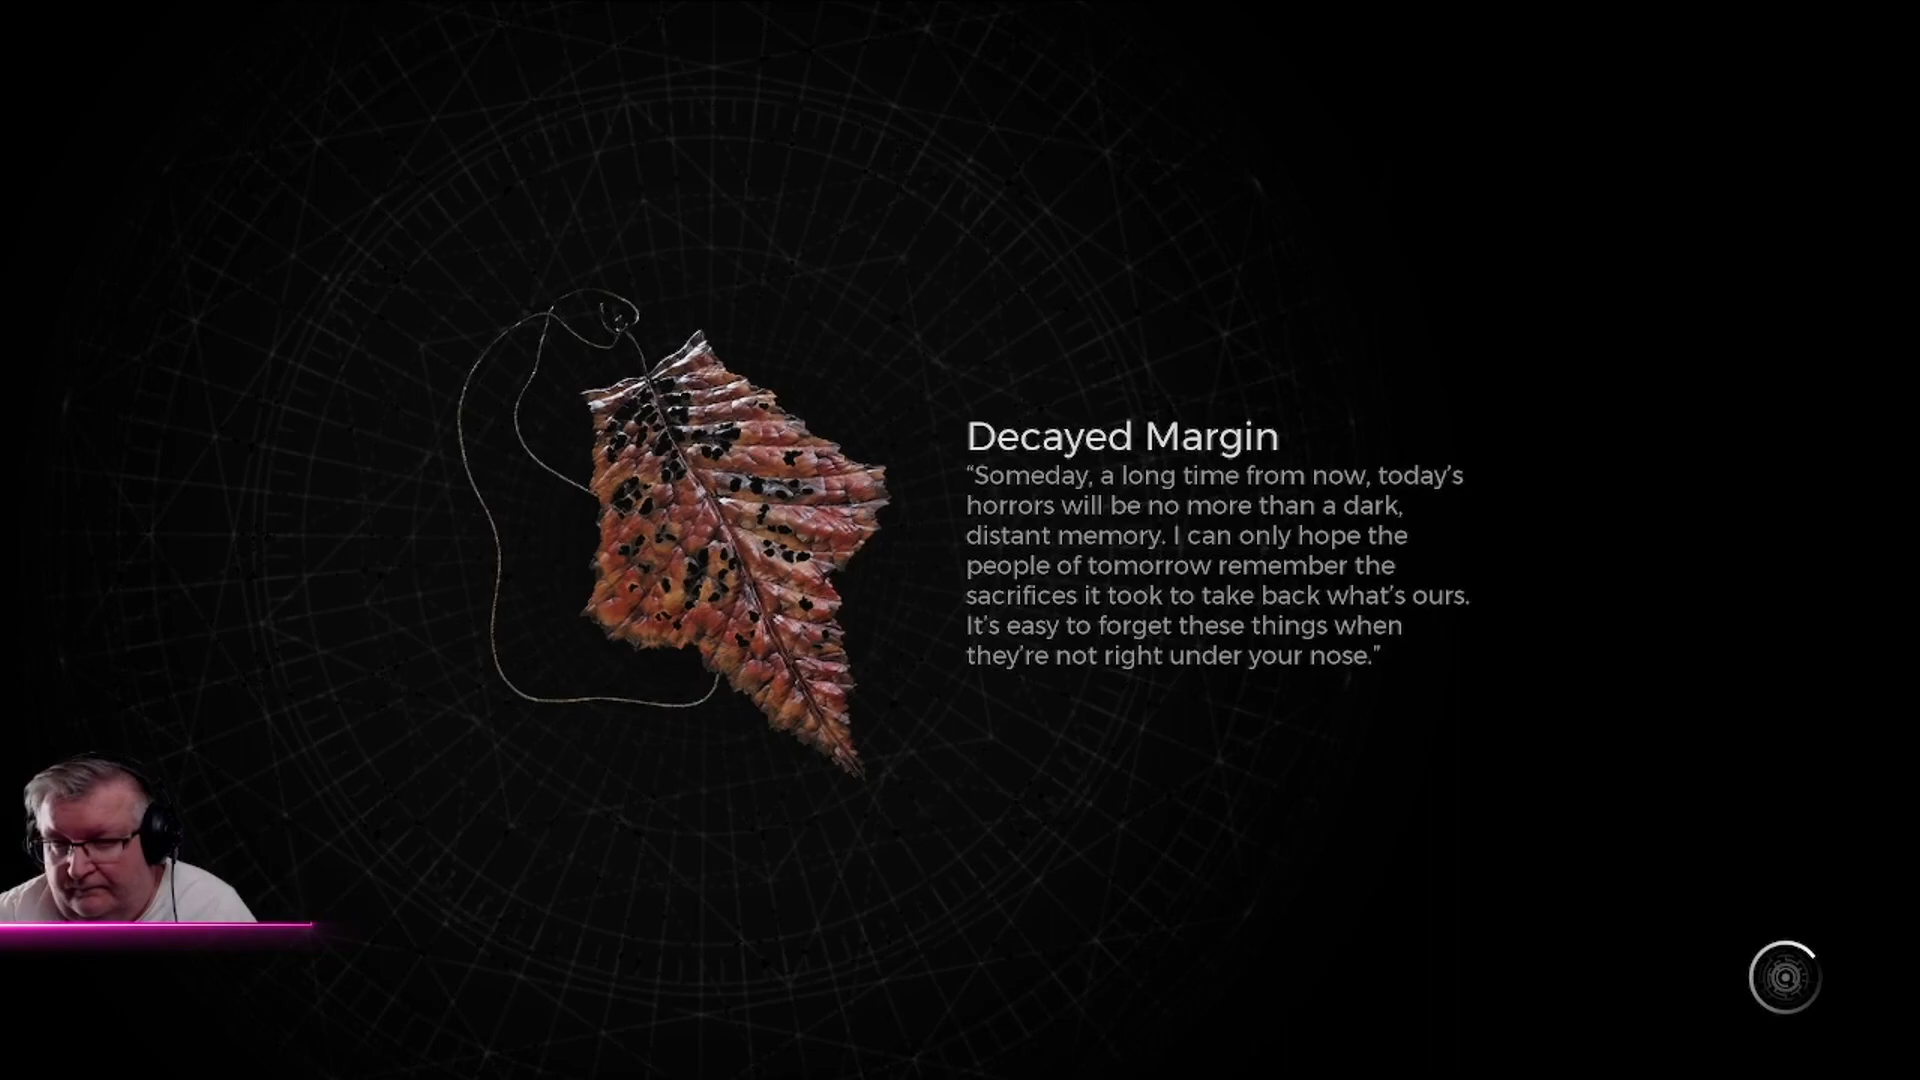 Decayed Margin
“Someday, a long time from now, today’s
horrors will be no more than a dark,
distant memory. I can only hope the
people of tomorrow remember the
sacrifices it took to take back what’s ours.
It’s easy to forget these things when
they’re not right under your nose.”